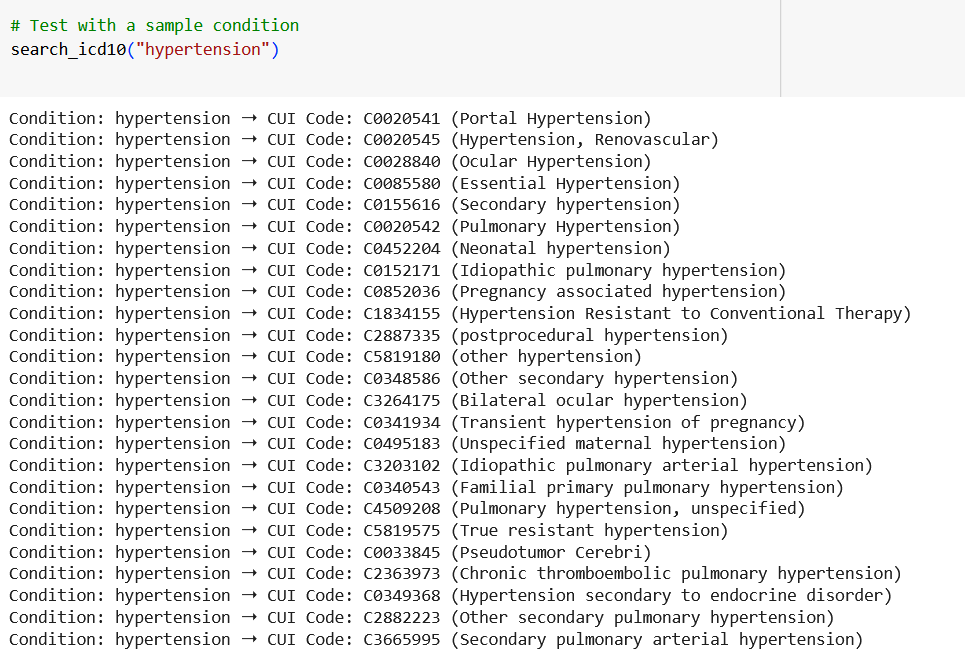 # Test with a sample condition
search_icd10("hypertension")
Condition: hypertension → CUI Code: C0020541 (Portal Hypertension)
Condition: hypertension → CUI Code: C0020545 (Hypertension, Renovascular)
Condition: hypertension → CUI Code: C0028840 (Ocular Hypertension)
Condition: hypertension → CUI Code: C0085580 (Essential Hypertension)
Condition: hypertension → CUI Code: C0155616 (Secondary hypertension)
Condition: hypertension → CUI Code: C0020542 (Pulmonary Hypertension)
Condition: hypertension → CUI Code: C0452204 (Neonatal hypertension)
Condition: hypertension → CUI Code: C0152171 (Idiopathic pulmonary hypertension)
Condition: hypertension → CUI Code: C0852036 (Pregnancy associated hypertension)
Condition: hypertension → CUI Code: C1834155 (Hypertension Resistant to Conventional Therapy)
Condition: hypertension → CUI Code: C2887335 (postprocedural hypertension)
Condition: hypertension → CUI Code: C5819180 (other hypertension)
Condition: hypertension → CUI Code: C0348586 (Other secondary hypertension)
Condition: hypertension → CUI Code: C3264175 (Bilateral ocular hypertension)
Condition: hypertension → CUI Code: C0341934 (Transient hypertension of pregnancy)
Condition: hypertension → CUI Code: C0495183 (Unspecified maternal hypertension)
Condition: hypertension → CUI Code: C3203102 (Idiopathic pulmonary arterial hypertension)
Condition: hypertension → CUI Code: C0340543 (Familial primary pulmonary hypertension)
Condition: hypertension → CUI Code: C4509208 (Pulmonary hypertension, unspecified)
Condition: hypertension → CUI Code: C5819575 (True resistant hypertension)
Condition: hypertension → CUI Code: C0033845 (Pseudotumor Cerebri)
Condition: hypertension → CUI Code: C2363973 (Chronic thromboembolic pulmonary hypertension)
Condition: hypertension → CUI Code: C0349368 (Hypertension secondary to endocrine disorder)
Condition: hypertension → CUI Code: C2882223 (Other secondary pulmonary hypertension)
Condition: hypertension → CUI Code: C3665995 (Secondary pulmonary arterial hypertension)